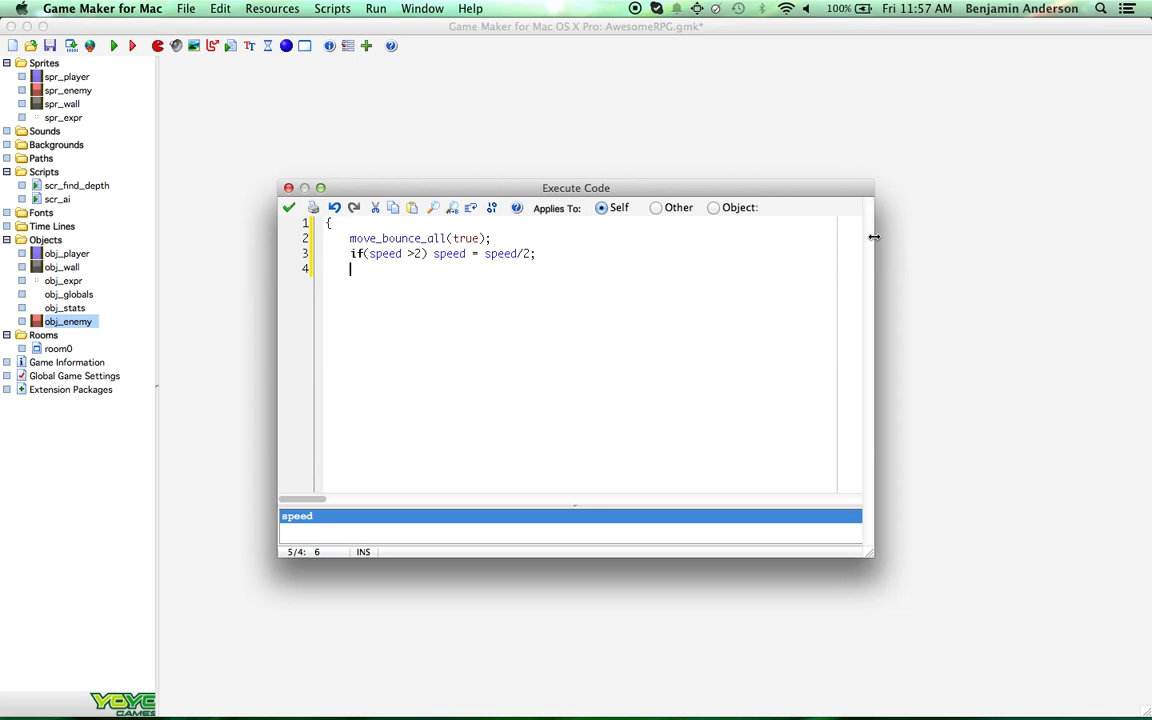 Game Maker for Mac File Edit Resources Scripts Run Window Help 100% Fri 11:57 AM Benjamin Anderson
Game Maker for Mac OS X Pro: AwesomeRPG.gmk*
Sprites
spr_player
spr_enemy
spr_wall
spr_expr
Sounds
Backgrounds
Paths
Scripts
scr_find_depth
scr_ai
Fonts
Time Lines
Objects
obj_player
obj_wall
obj_expr
obj_globals
obj_stats
obj_enemy
Rooms
room0
Game Information
Global Game Settings
Extension Packages
Execute Code
Applies To: Self Other Object:
1 {
2 move_bounce_all(true);
3 if(speed >2) speed = speed/2;
4
speed
5/4: 6 INS
YOYO
GAMES